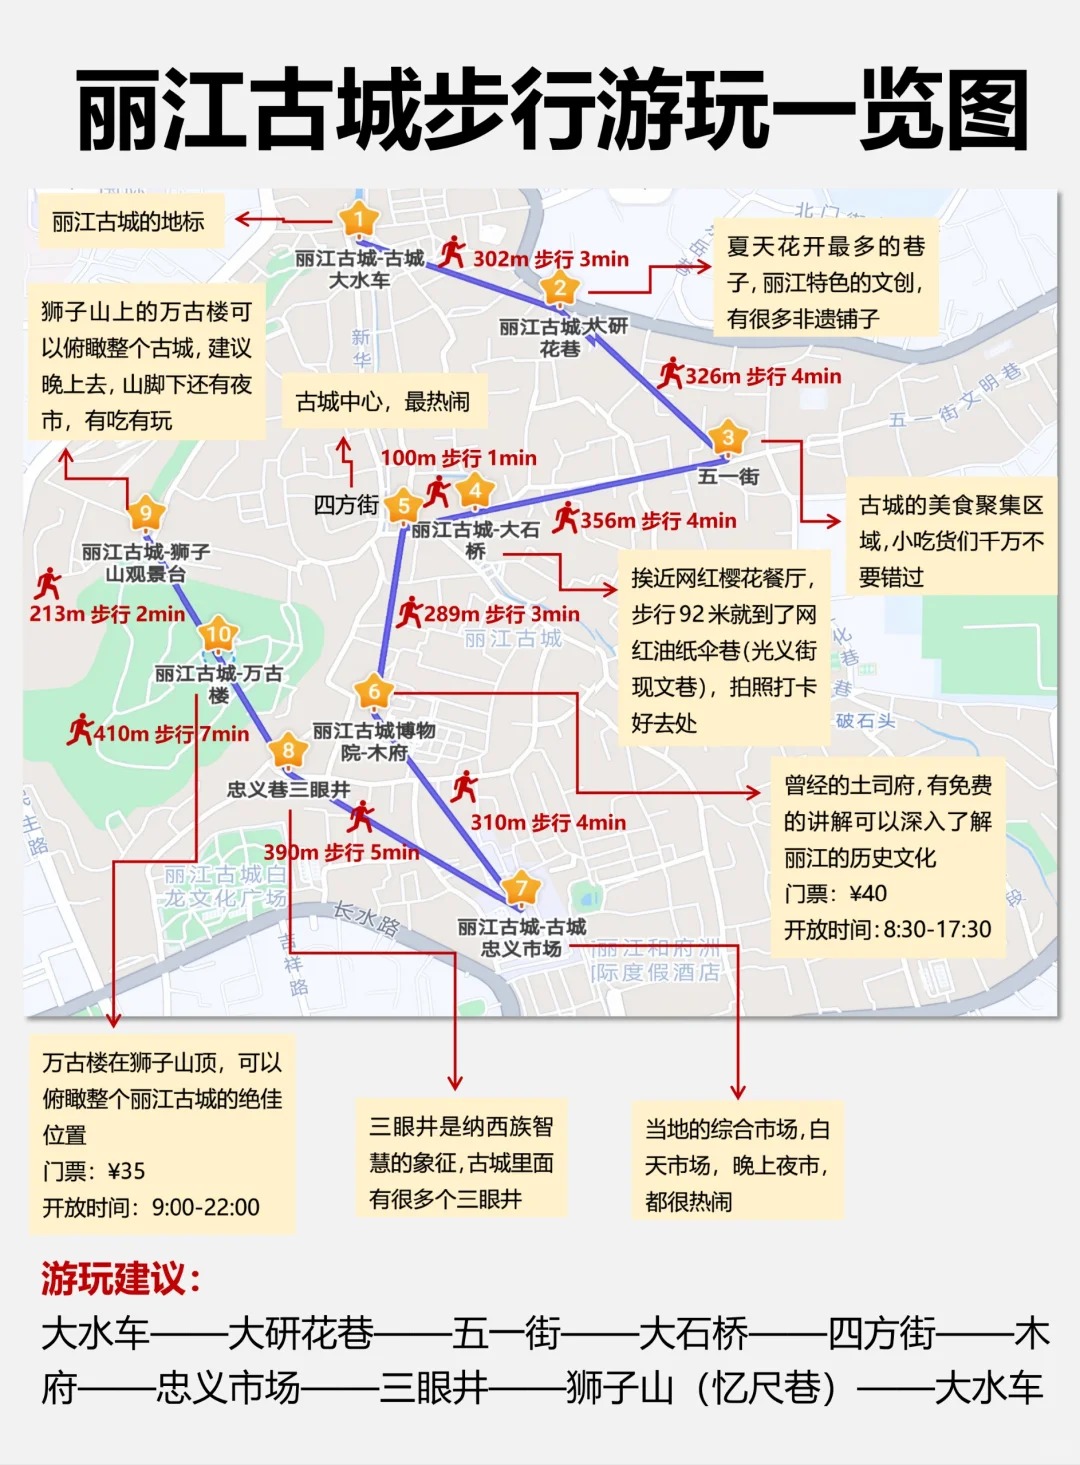 丽江古城步行游玩一览图
丽江古城的地标
1
丽江古城-古城
大水车
302m 步行 3min
2
丽江古城-大研
花巷
夏天花开最多的巷
子，丽江特色的文创，
有很多非遗铺子
北门街
狮子山上的万古楼可
以俯瞰整个古城，建议
晚上去，山脚下还有夜
市，有吃有玩
新华
326m 步行 4min
五一街文明巷
古城中心，最热闹
3
五一街
100m 步行 1min
四方街
5
4
丽江古城-大石
桥
356m 步行 4min
古城的美食聚集区
域，小吃货们千万不
要错过
9
丽江古城-狮子
山观景台
213m 步行 2min
挨近网红樱花餐厅，
步行 92 米就到了网
红油纸伞巷（光义街
现文巷），拍照打卡
好去处
289m 步行 3min
丽江古城
10
丽江古城-万古
楼
6
丽江古城博物
院-木府
破石头
410m 步行 7min
8
忠义巷三眼井
曾经的土司府，有免费
的讲解可以深入了解
丽江的历史文化
门票：¥40
开放时间：8:30-17:30
310m 步行 4min
390m 步行 5min
民主路
丽江古城白
龙文化广场
7
丽江古城-古城
忠义市场
长水路
吉祥路
丽江和府洲
际度假酒店
段
万古楼在狮子山顶，可以
俯瞰整个丽江古城的绝佳
位置
门票：¥35
开放时间：9:00-22:00
三眼井是纳西族智
慧的象征，古城里面
有很多个三眼井
当地的综合市场，白
天市场，晚上夜市，
都很热闹
游玩建议：
大水车——大研花巷——五一街——大石桥——四方街——木
府——忠义市场——三眼井——狮子山（忆尺巷）——大水车